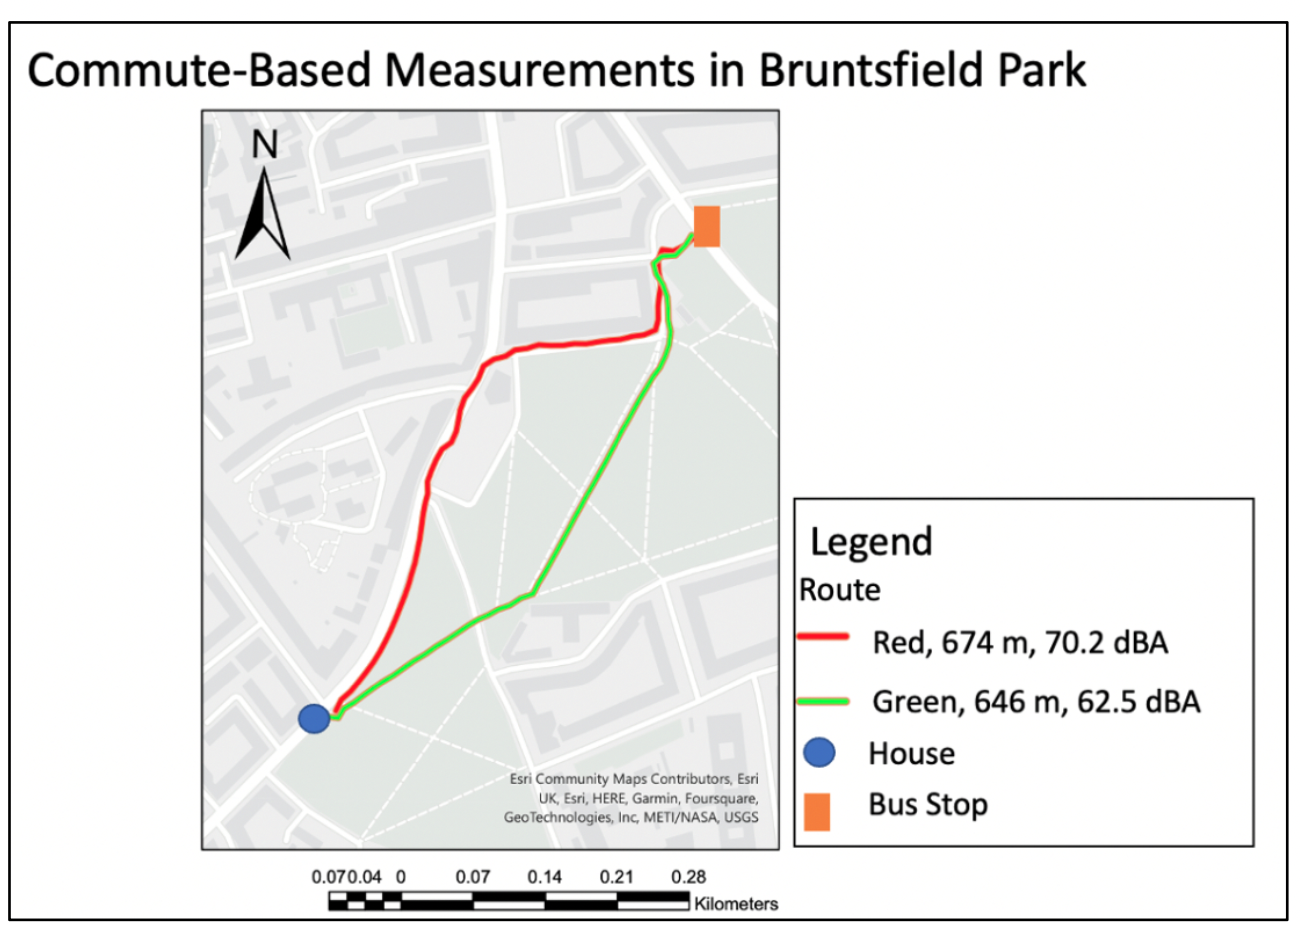 Commute-Based Measurements in Bruntsfield Park
N
Legend
Route
Red, 674 m, 70.2 dBA
Green, 646 m, 62.5 dBA
House
Bus Stop
Esri Community Maps Contributors, Esri
UK, Esri, HERE, Garmin, Foursquare,
GeoTechnologies, Inc, METI/NASA, USGS
0.070.04 0 0.07 0.14 0.21 0.28
Kilometers